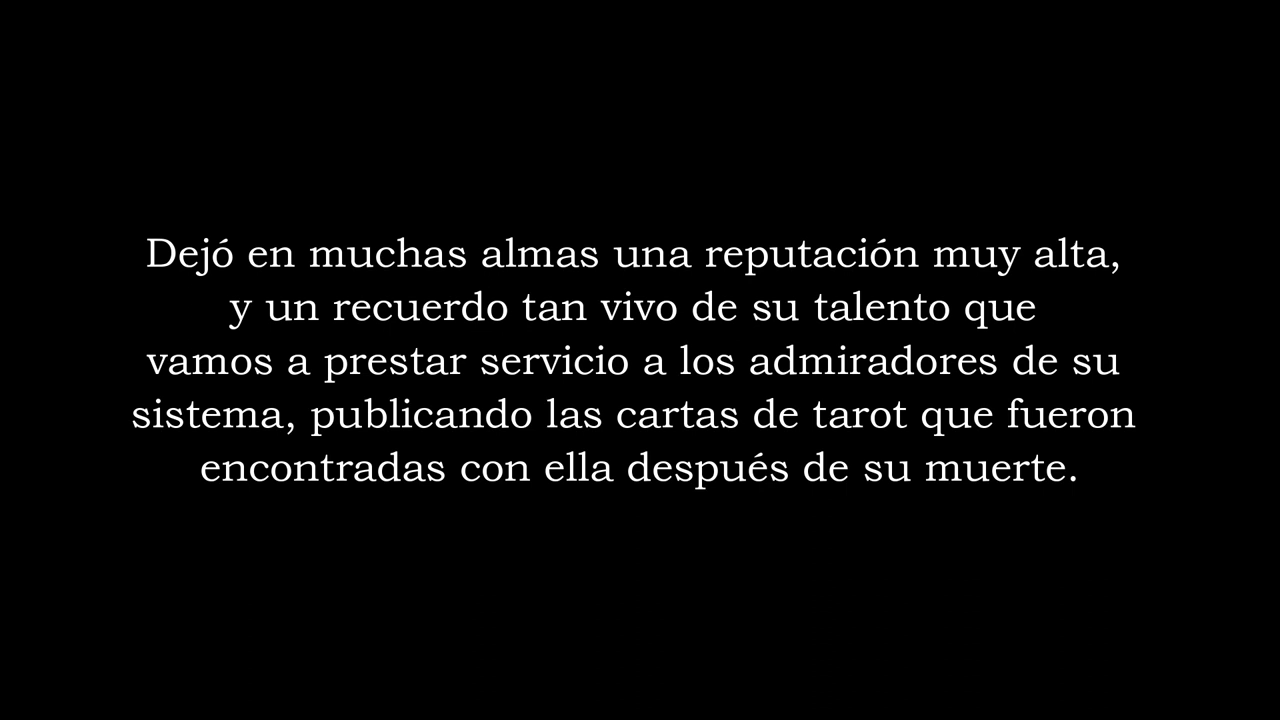 Dejó en muchas almas una reputación muy alta,
y un recuerdo tan vivo de su talento que
vamos a prestar servicio a los admiradores de su
sistema, publicando las cartas de tarot que fueron
encontradas con ella después de su muerte.